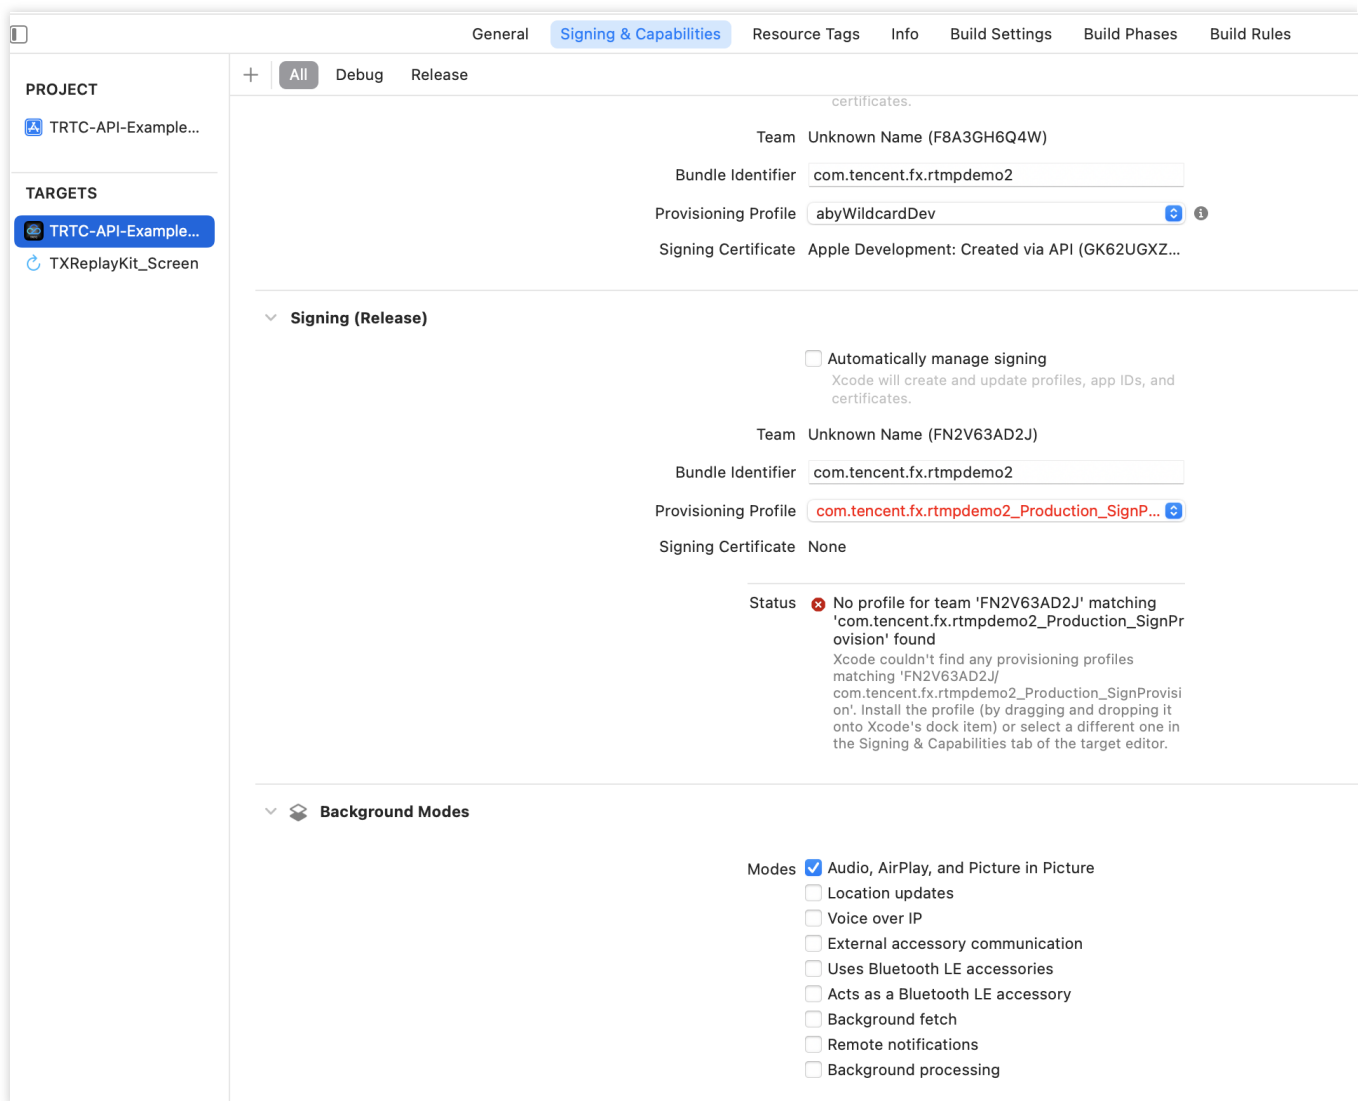 General Signing & Capabilities Resource Tags Info Build Settings Build Phases Build Rules
All Debug Release
PROJECT
TRTC-API-Example...
TARGETS
TRTC-API-Example...
TXReplayKit_Screen
certificates.
Team Unknown Name (F8A3GH6Q4W)
Bundle Identifier com.tencent.fx.rtmpdemo2
Provisioning Profile abyWildcardDev
Signing Certificate Apple Development: Created via API (GK62UGXZ...
Signing (Release)
Automatically manage signing
Xcode will create and update profiles, app IDs, and
certificates.
Team Unknown Name (FN2V63AD2J)
Bundle Identifier com.tencent.fx.rtmpdemo2
Provisioning Profile com.tencent.fx.rtmpdemo2_Production_SignP...
Signing Certificate None
Status No profile for team 'FN2V63AD2J' matching
'com.tencent.fx.rtmpdemo2_Production_SignPr
ovision' found
Xcode couldn't find any provisioning profiles
matching 'FN2V63AD2J/
com.tencent.fx.rtmpdemo2_Production_SignProvisi
on'. Install the profile (by dragging and dropping it
onto Xcode's dock item) or select a different one in
the Signing & Capabilities tab of the target editor.
Background Modes
Modes Audio, AirPlay, and Picture in Picture
Location updates
Voice over IP
External accessory communication
Uses Bluetooth LE accessories
Acts as a Bluetooth LE accessory
Background fetch
Remote notifications
Background processing